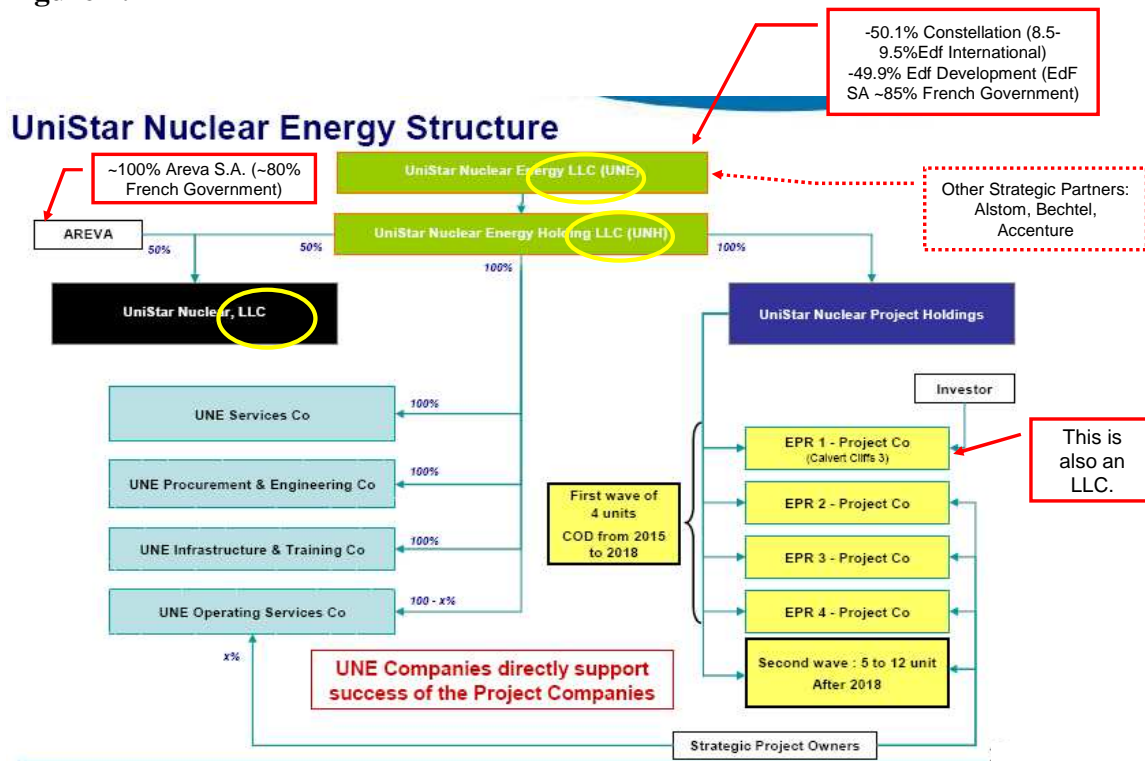 -50.1% Constellation (8.5-
9.5%Edf International)
-49.9% Edf Development (EdF
SA ~85% French Government)
UniStar Nuclear Energy Structure
~100% Areva S.A. (~80%
French Government)
UniStar Nuclear Energy LLC (UNE)
Other Strategic Partners:
Alstom, Bechtel,
Accenture
AREVA
50%
50%
UniStar Nuclear Energy Holding LLC (UNH)
100%
100%
UniStar Nuclear, LLC
UniStar Nuclear Project Holdings
Investor
UNE Services Co
100%
EPR 1 - Project Co
(Calvert Cliffs 3)
This is
also an
LLC.
UNE Procurement & Engineering Co
100%
First wave of
4 units
COD from 2015
to 2018
EPR 2 - Project Co
UNE Infrastructure & Training Co
100%
EPR 3 - Project Co
UNE Operating Services Co
100 - x%
EPR 4 - Project Co
x%
UNE Companies directly support
success of the Project Companies
Second wave : 5 to 12 unit
After 2018
Strategic Project Owners